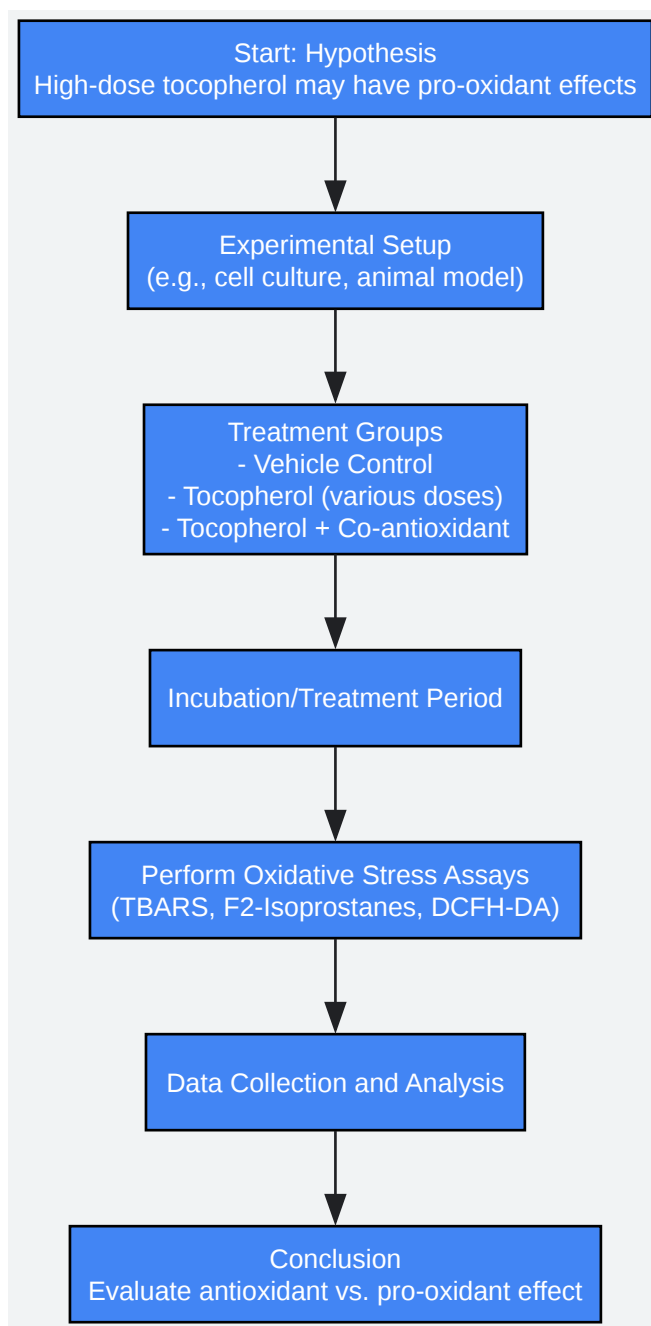 Start: Hypothesis
High-dose tocopherol may have pro-oxidant effects
Experimental Setup
(e.g., cell culture, animal model)
Treatment Groups
- Vehicle Control
- Tocopherol (various doses)
- Tocopherol + Co-antioxidant
Incubation/Treatment Period
Perform Oxidative Stress Assays
(TBARS, F2-Isoprostanes, DCFH-DA)
Data Collection and Analysis
Conclusion
Evaluate antioxidant vs. pro-oxidant effect